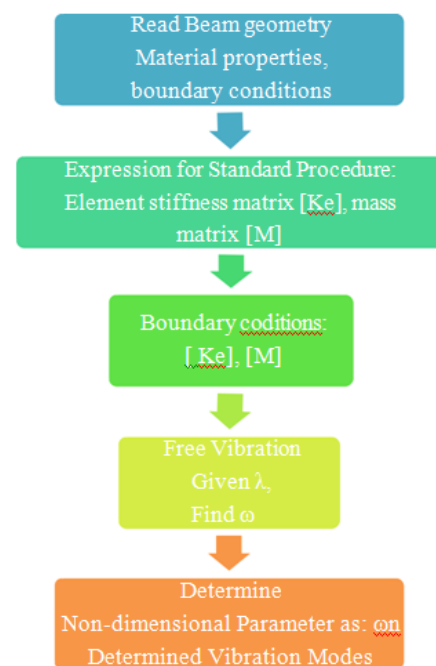 Read Beam geometry
Material properties,
boundary conditions
Expression for Standard Procedure:
Element stiffness matrix [Ke], mass
matrix [M]
Boundary coditions:
[ Ke], [M]
Free Vibration
Given λ,
Find ω
Determine
Non-dimensional Parameter as: ωn
Determined Vibration Modes